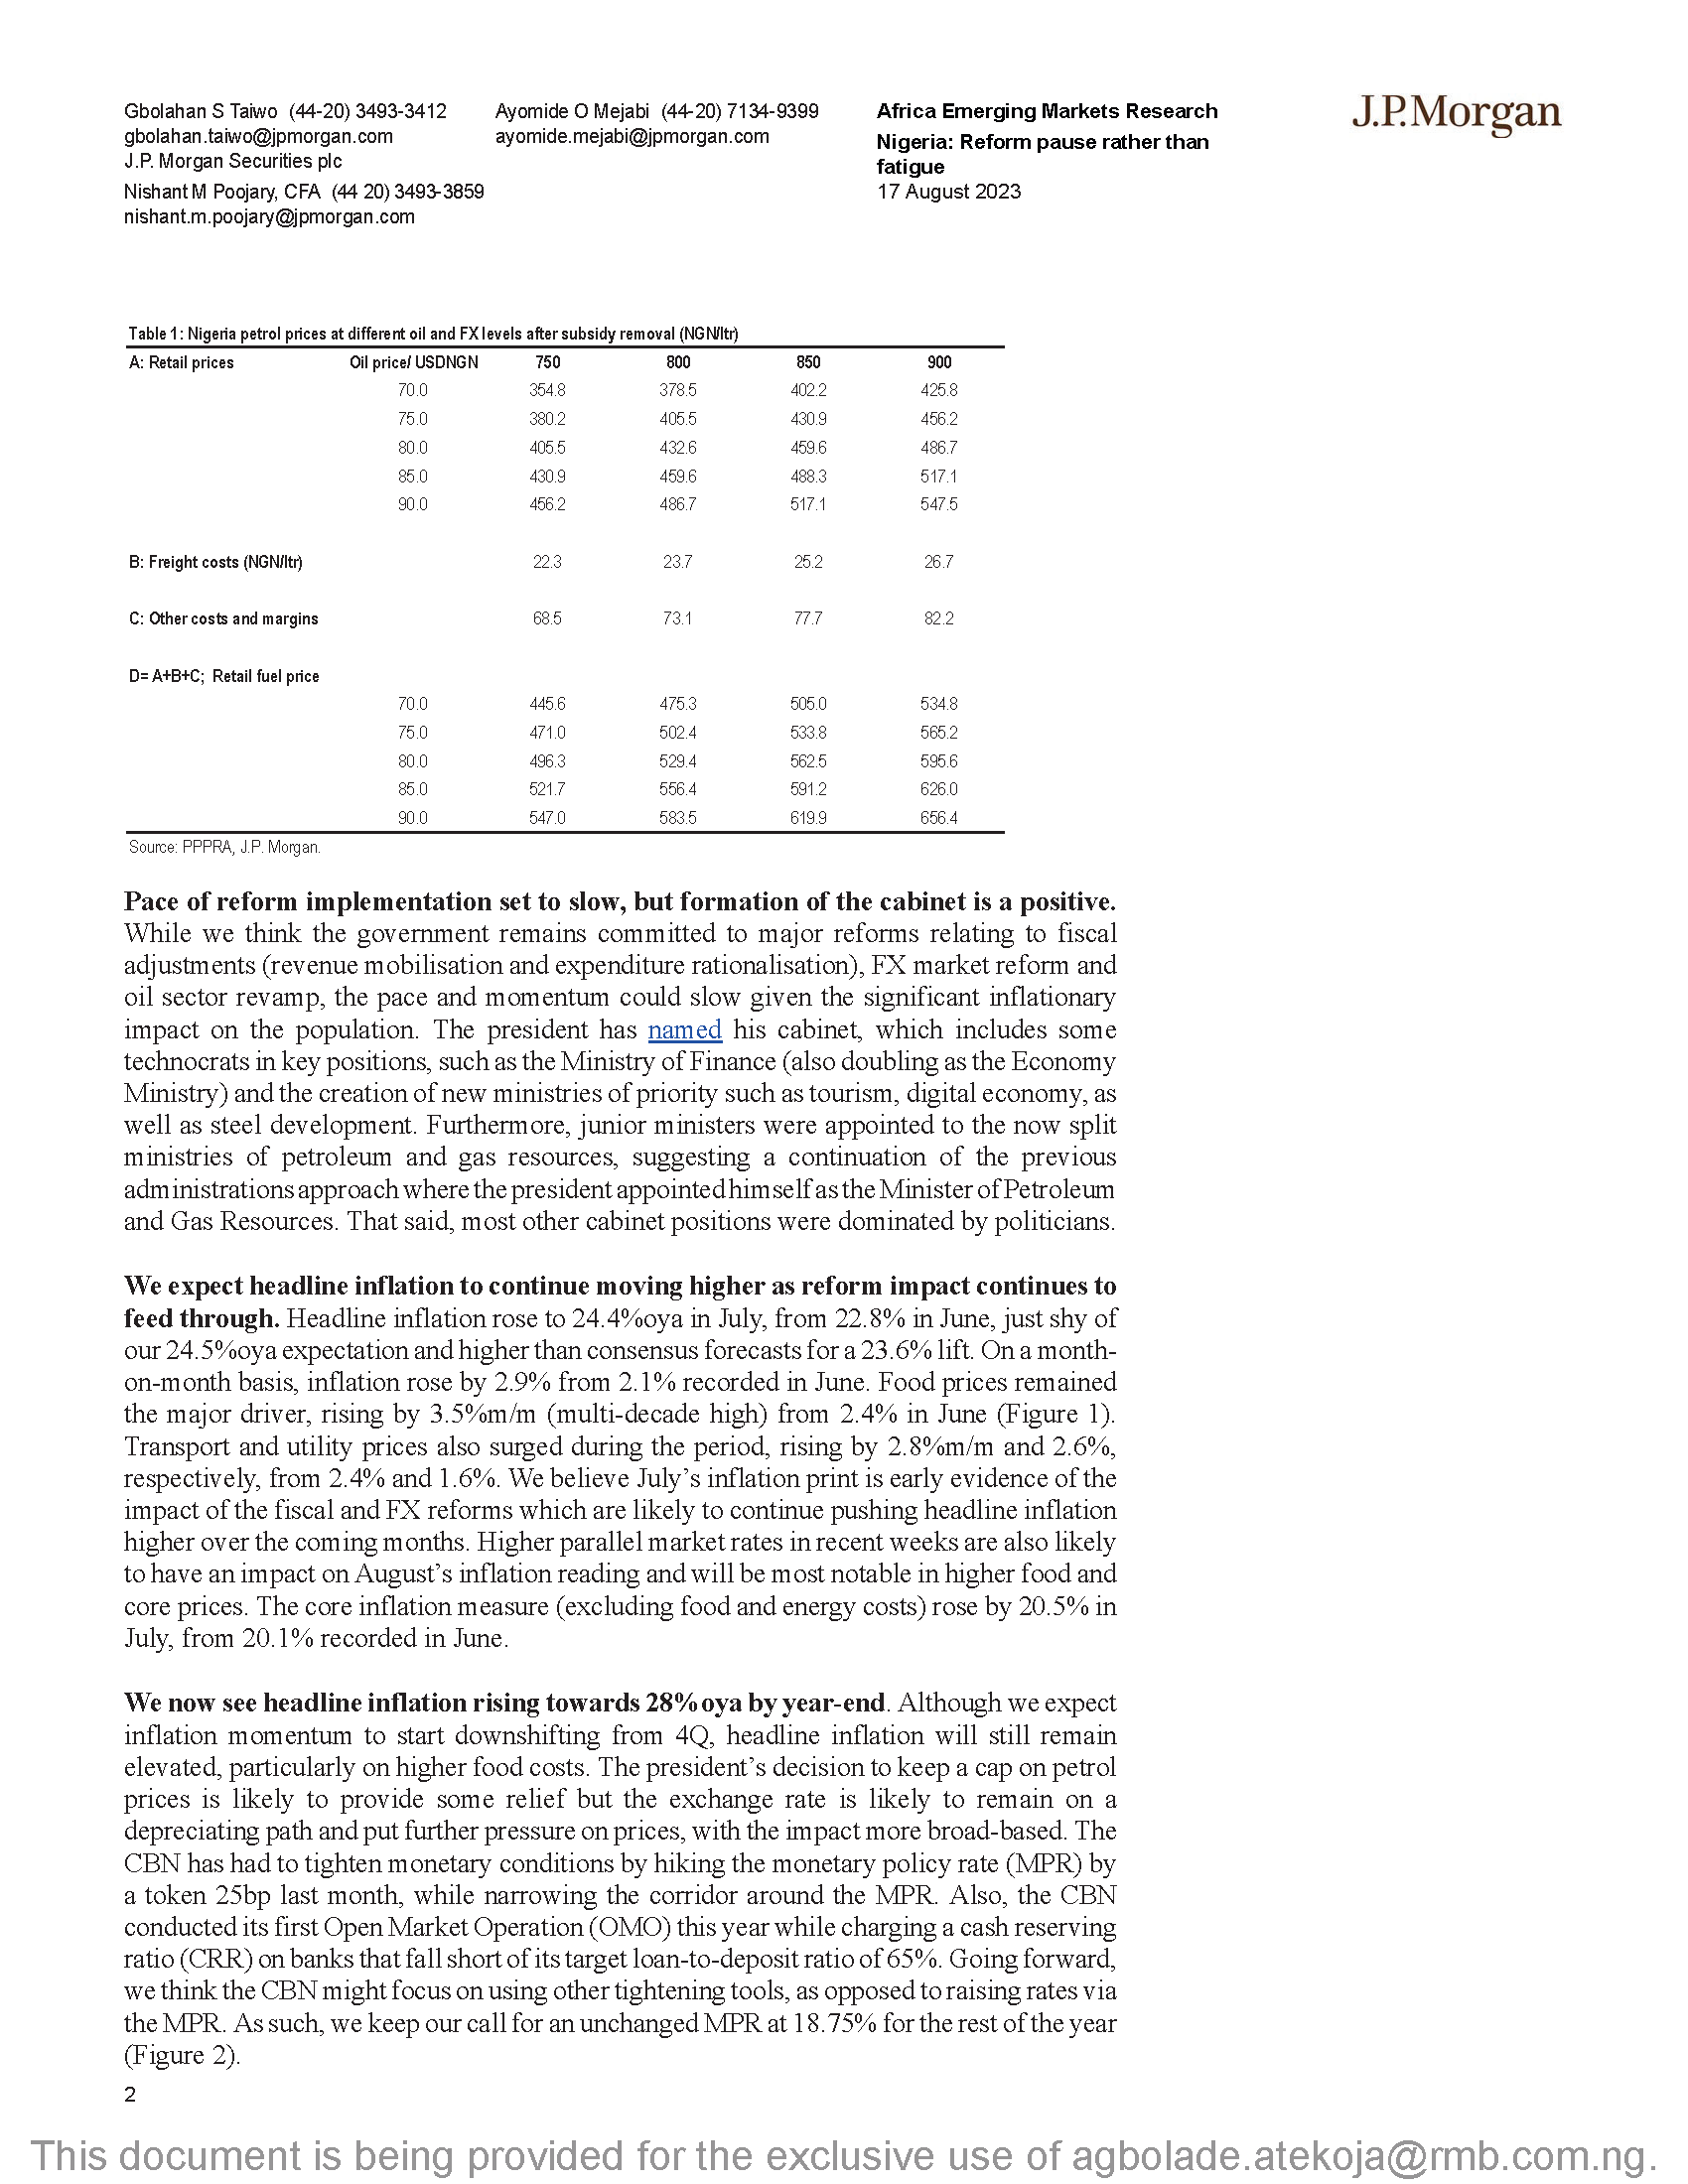 Gbolahan S Taiwo  (44-20) 3493-3412
gbolahan.taiwo@jpmorgan.com
J.P. Morgan Securities plc
Nishant M Poojary, CFA  (44 20) 3493-3859
nishant.m.poojary@jpmorgan.com
Ayomide O Mejabi  (44-20) 7134-9399
ayomide.mejabi@jpmorgan.com
Africa Emerging Markets Research
Nigeria: Reform pause rather than
fatigue
17 August 2023
J.P.Morgan
Table 1: Nigeria petrol prices at different oil and FX levels after subsidy removal (NGN/ltr)
A: Retail prices Oil price/ USDNGN 750 800 850 900
70.0 354.8 378.5 402.2 425.8
75.0 380.2 405.5 430.9 456.2
80.0 405.5 432.6 459.6 486.7
85.0 430.9 459.6 488.3 517.1
90.0 456.2 486.7 517.1 547.5
B: Freight costs (NGN/ltr) 22.3 23.7 25.2 26.7
C: Other costs and margins 68.5 73.1 77.7 82.2
D= A+B+C;  Retail fuel price
70.0 445.6 475.3 505.0 534.8
75.0 471.0 502.4 533.8 565.2
80.0 496.3 529.4 562.5 595.6
85.0 521.7 556.4 591.2 626.0
90.0 547.0 583.5 619.9 656.4
Source: PPPRA, J.P. Morgan.
Pace of reform implementation set to slow, but formation of the cabinet is a positive.
While we think the government remains committed to major reforms relating to fiscal
adjustments (revenue mobilisation and expenditure rationalisation), FX market reform and
oil sector revamp, the pace and momentum could slow given the significant inflationary
impact on the population. The president has named his cabinet, which includes some
technocrats in key positions, such as the Ministry of Finance (also doubling as the Economy
Ministry) and the creation of new ministries of priority such as tourism, digital economy, as
well as steel development. Furthermore, junior ministers were appointed to the now split
ministries of petroleum and gas resources, suggesting a continuation of the previous
administrations approach where the president appointed himself as the Minister of Petroleum
and Gas Resources. That said, most other cabinet positions were dominated by politicians.
We expect headline inflation to continue moving higher as reform impact continues to
feed through. Headline inflation rose to 24.4%oya in July, from 22.8% in June, just shy of
our 24.5%oya expectation and higher than consensus forecasts for a 23.6% lift. On a month-
on-month basis, inflation rose by 2.9% from 2.1% recorded in June. Food prices remained
the major driver, rising by 3.5%m/m (multi-decade high) from 2.4% in June (Figure 1).
Transport and utility prices also surged during the period, rising by 2.8%m/m and 2.6%,
respectively, from 2.4% and 1.6%. We believe July’s inflation print is early evidence of the
impact of the fiscal and FX reforms which are likely to continue pushing headline inflation
higher over the coming months. Higher parallel market rates in recent weeks are also likely
to have an impact on August’s inflation reading and will be most notable in higher food and
core prices. The core inflation measure (excluding food and energy costs) rose by 20.5% in
July, from 20.1% recorded in June.
We now see headline inflation rising towards 28%oya by year-end. Although we expect
inflation momentum to start downshifting from 4Q, headline inflation will still remain
elevated, particularly on higher food costs. The president’s decision to keep a cap on petrol
prices is likely to provide some relief but the exchange rate is likely to remain on a
depreciating path and put further pressure on prices, with the impact more broad-based. The
CBN has had to tighten monetary conditions by hiking the monetary policy rate (MPR) by
a token 25bp last month, while narrowing the corridor around the MPR. Also, the CBN
conducted its first Open Market Operation (OMO) this year while charging a cash reserving
ratio (CRR) on banks that fall short of its target loan-to-deposit ratio of 65%. Going forward,
we think the CBN might focus on using other tightening tools, as opposed to raising rates via
the MPR. As such, we keep our call for an unchanged MPR at 18.75% for the rest of the year
(Figure 2).
2
This document is being provided for the exclusive use of agbolade.atekoja@rmb.com.ng.